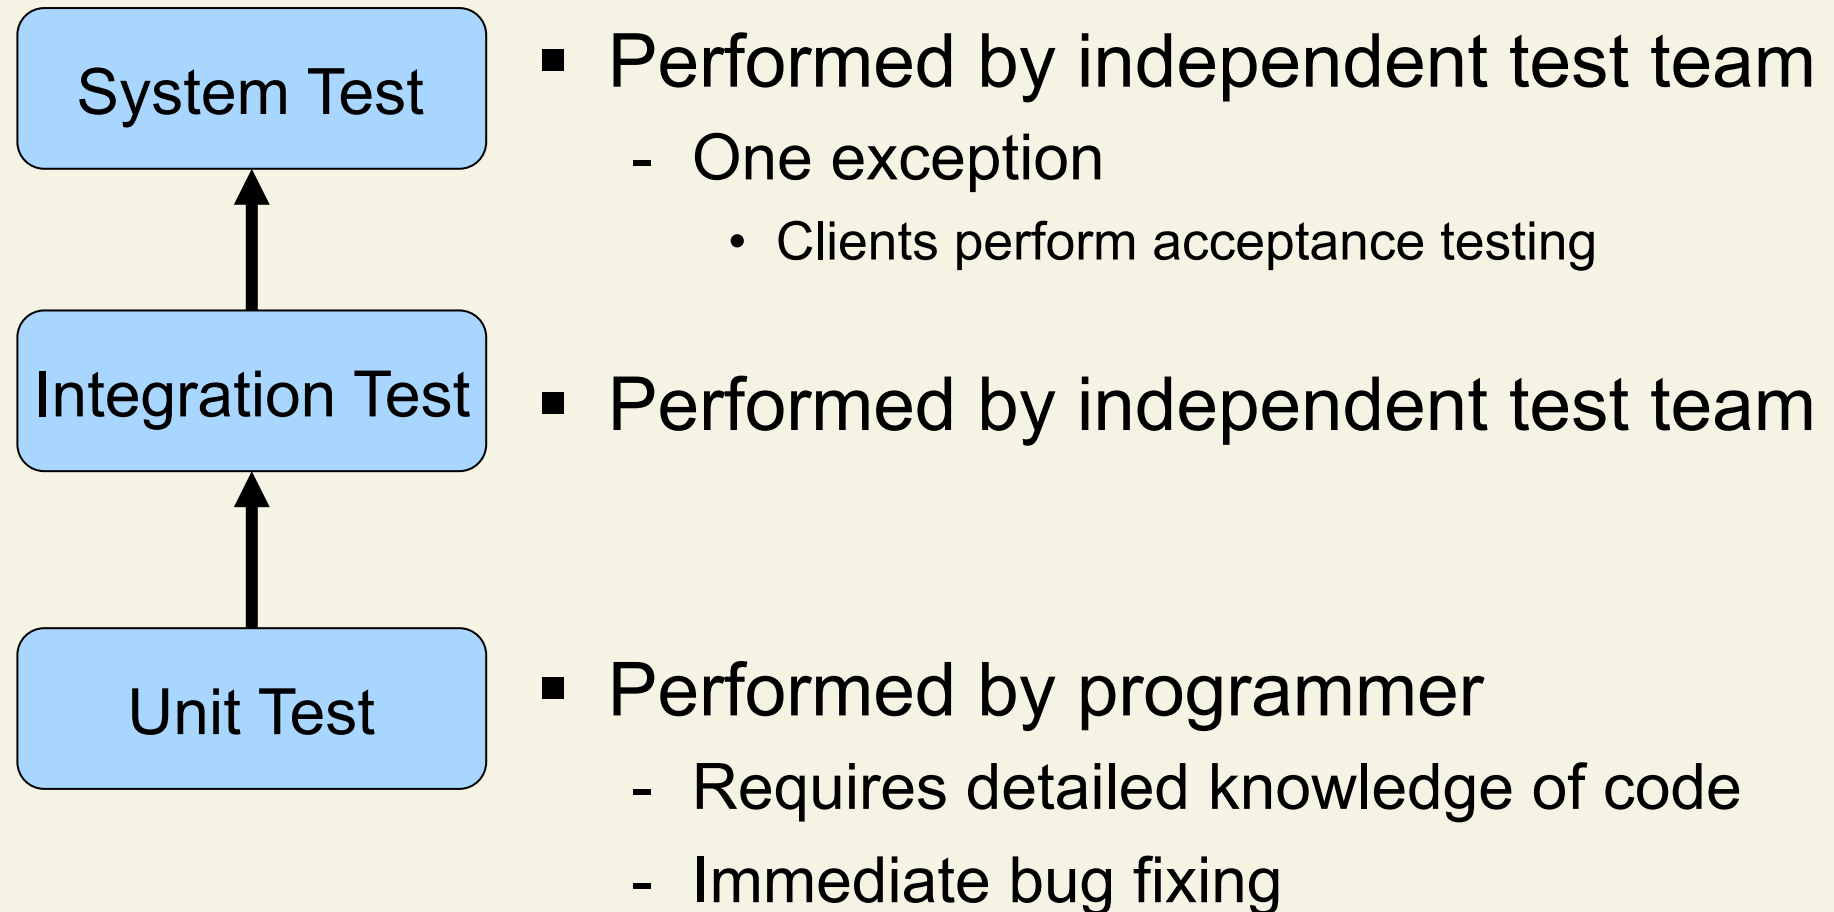 System Test
▪ Performed by independent test team
- One exception
• Clients perform acceptance testing
Integration Test
▪ Performed by independent test team
Unit Test
▪ Performed by programmer
- Requires detailed knowledge of code
- Immediate bug fixing